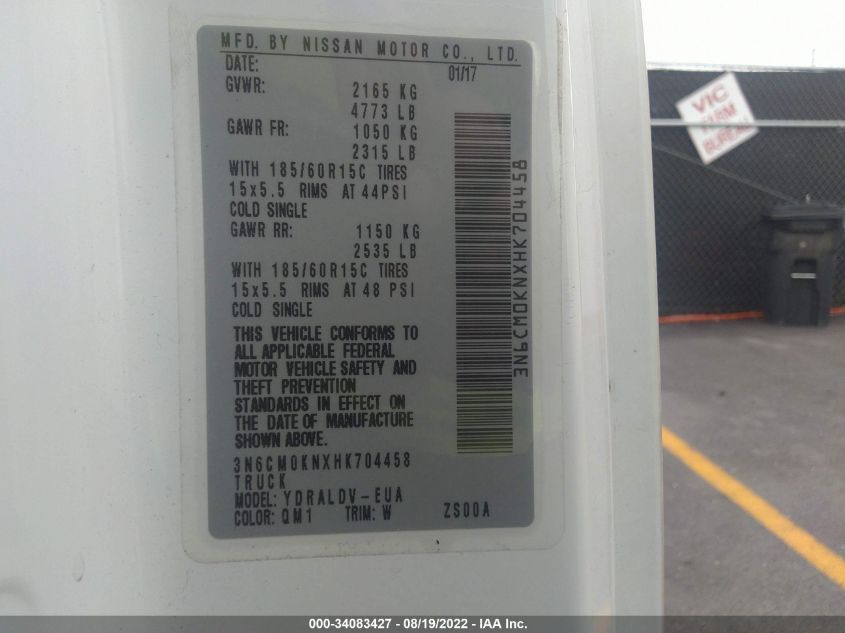 MFD. BY NISSAN MOTOR CO., LTD.
DATE: 01/17
GVWR: 2165 KG
4773 LB
GAWR FR: 1050 KG
2315 LB
WITH 185/60R15C TIRES
15x5.5 RIMS AT 44PSI
COLD SINGLE
GAWR RR: 1150 KG
2535 LB
WITH 185/60R15C TIRES
15x5.5 RIMS AT 48 PSI
COLD SINGLE
THIS VEHICLE CONFORMS TO
ALL APPLICABLE FEDERAL
MOTOR VEHICLE SAFETY AND
THEFT PREVENTION
STANDARDS IN EFFECT ON
THE DATE OF MANUFACTURE
SHOWN ABOVE.
3N6CM0KNXHK704458
TRUCK
MODEL: YDRALDV-EUA
COLOR: QM1 TRIM: W ZS00A
3N6CM0KNXHK704458
VIC
FARM
BUREAU
000-34083427 - 08/19/2022 - IAA Inc.